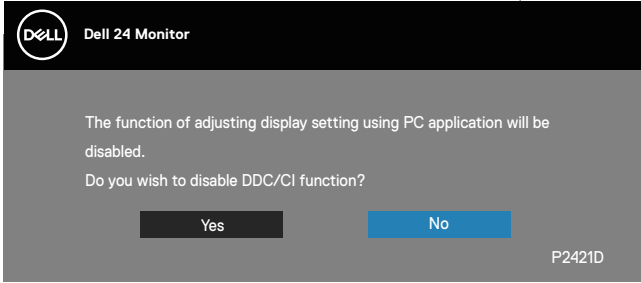 DELL
Dell 24 Monitor
The function of adjusting display setting using PC application will be
disabled.
Do you wish to disable DDC/CI function?
Yes
No
P2421D